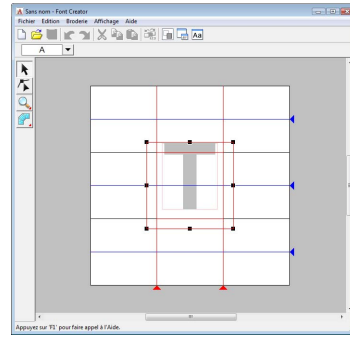 Sans nom - Font Creator
Fichier Edition Broderie Affichage Aide
Aa
A
T
Appuyez sur 'F1' pour faire appel à l'Aide.